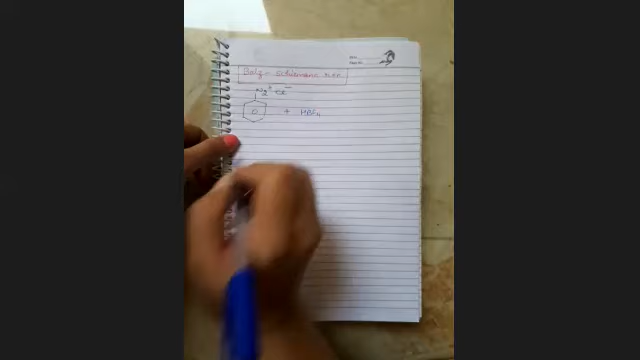 Balz - Schiemann rxn
N₂⁺ Cl⁻
+ HBF₄